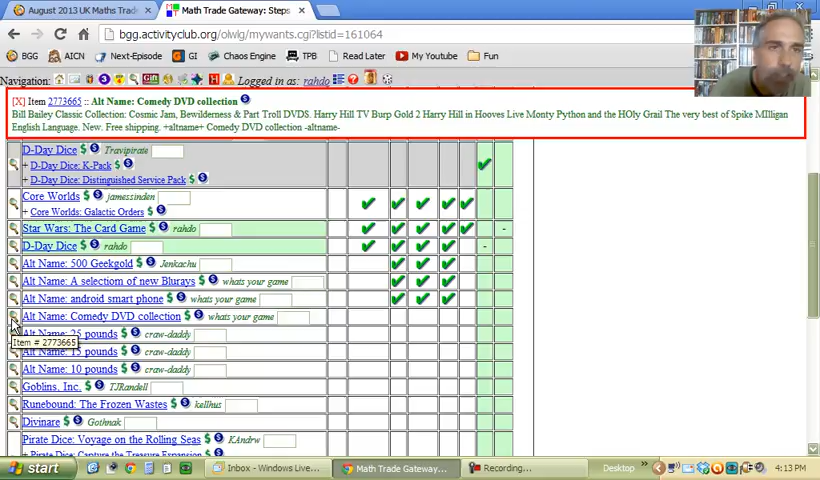 August 2013 UK Maths Trad
Math Trade Gateway: Steps
bgg.activityclub.org/olwlg/mywants.cgi?listid=161064
BGG AICN Next-Episode GI Chaos Engine TPB Read Later My Youtube Fun
Navigation: Logged in as: rahdo
[X] Item 2773665 :: Alt Name: Comedy DVD collection
Bill Bailey Classic Collection: Cosmic Jam, Bewilderness & Part Troll DVDS. Harry Hill TV Burp Gold 2 Harry Hill in Hooves Live Monty Python and the HOly Grail The very best of Spike MIlligan
English Language. New. Free shipping. +altname+ Comedy DVD collection -altname-
D-Day Dice $ Travipirate
+ D-Day Dice: K-Pack $
+ D-Day Dice: Distinguished Service Pack $
Core Worlds $ jamessinden
+ Core Worlds: Galactic Orders $
Star Wars: The Card Game $ rahdo -
D-Day Dice $ rahdo -
Alt Name: 500 Geekgold $ Jenkachu
Alt Name: A selectiom of new Blurays $ whats your game
Alt Name: android smart phone $ whats your game
Alt Name: Comedy DVD collection $ whats your game
Alt Name: 25 pounds $ craw-daddy
Item # 2773665
15 pounds $ craw-daddy
Alt Name: 10 pounds $ craw-daddy
Goblins, Inc. $ TJRandell
Runebound: The Frozen Wastes $ kellhus
Divinare $ Gothnak
Pirate Dice: Voyage on the Rolling Seas $ KAndrw
+ Pirate Dice: Capture the Treasure Expansion
start
Inbox - Windows Live...
Math Trade Gateway:...
Recording...
Desktop
4:13 PM